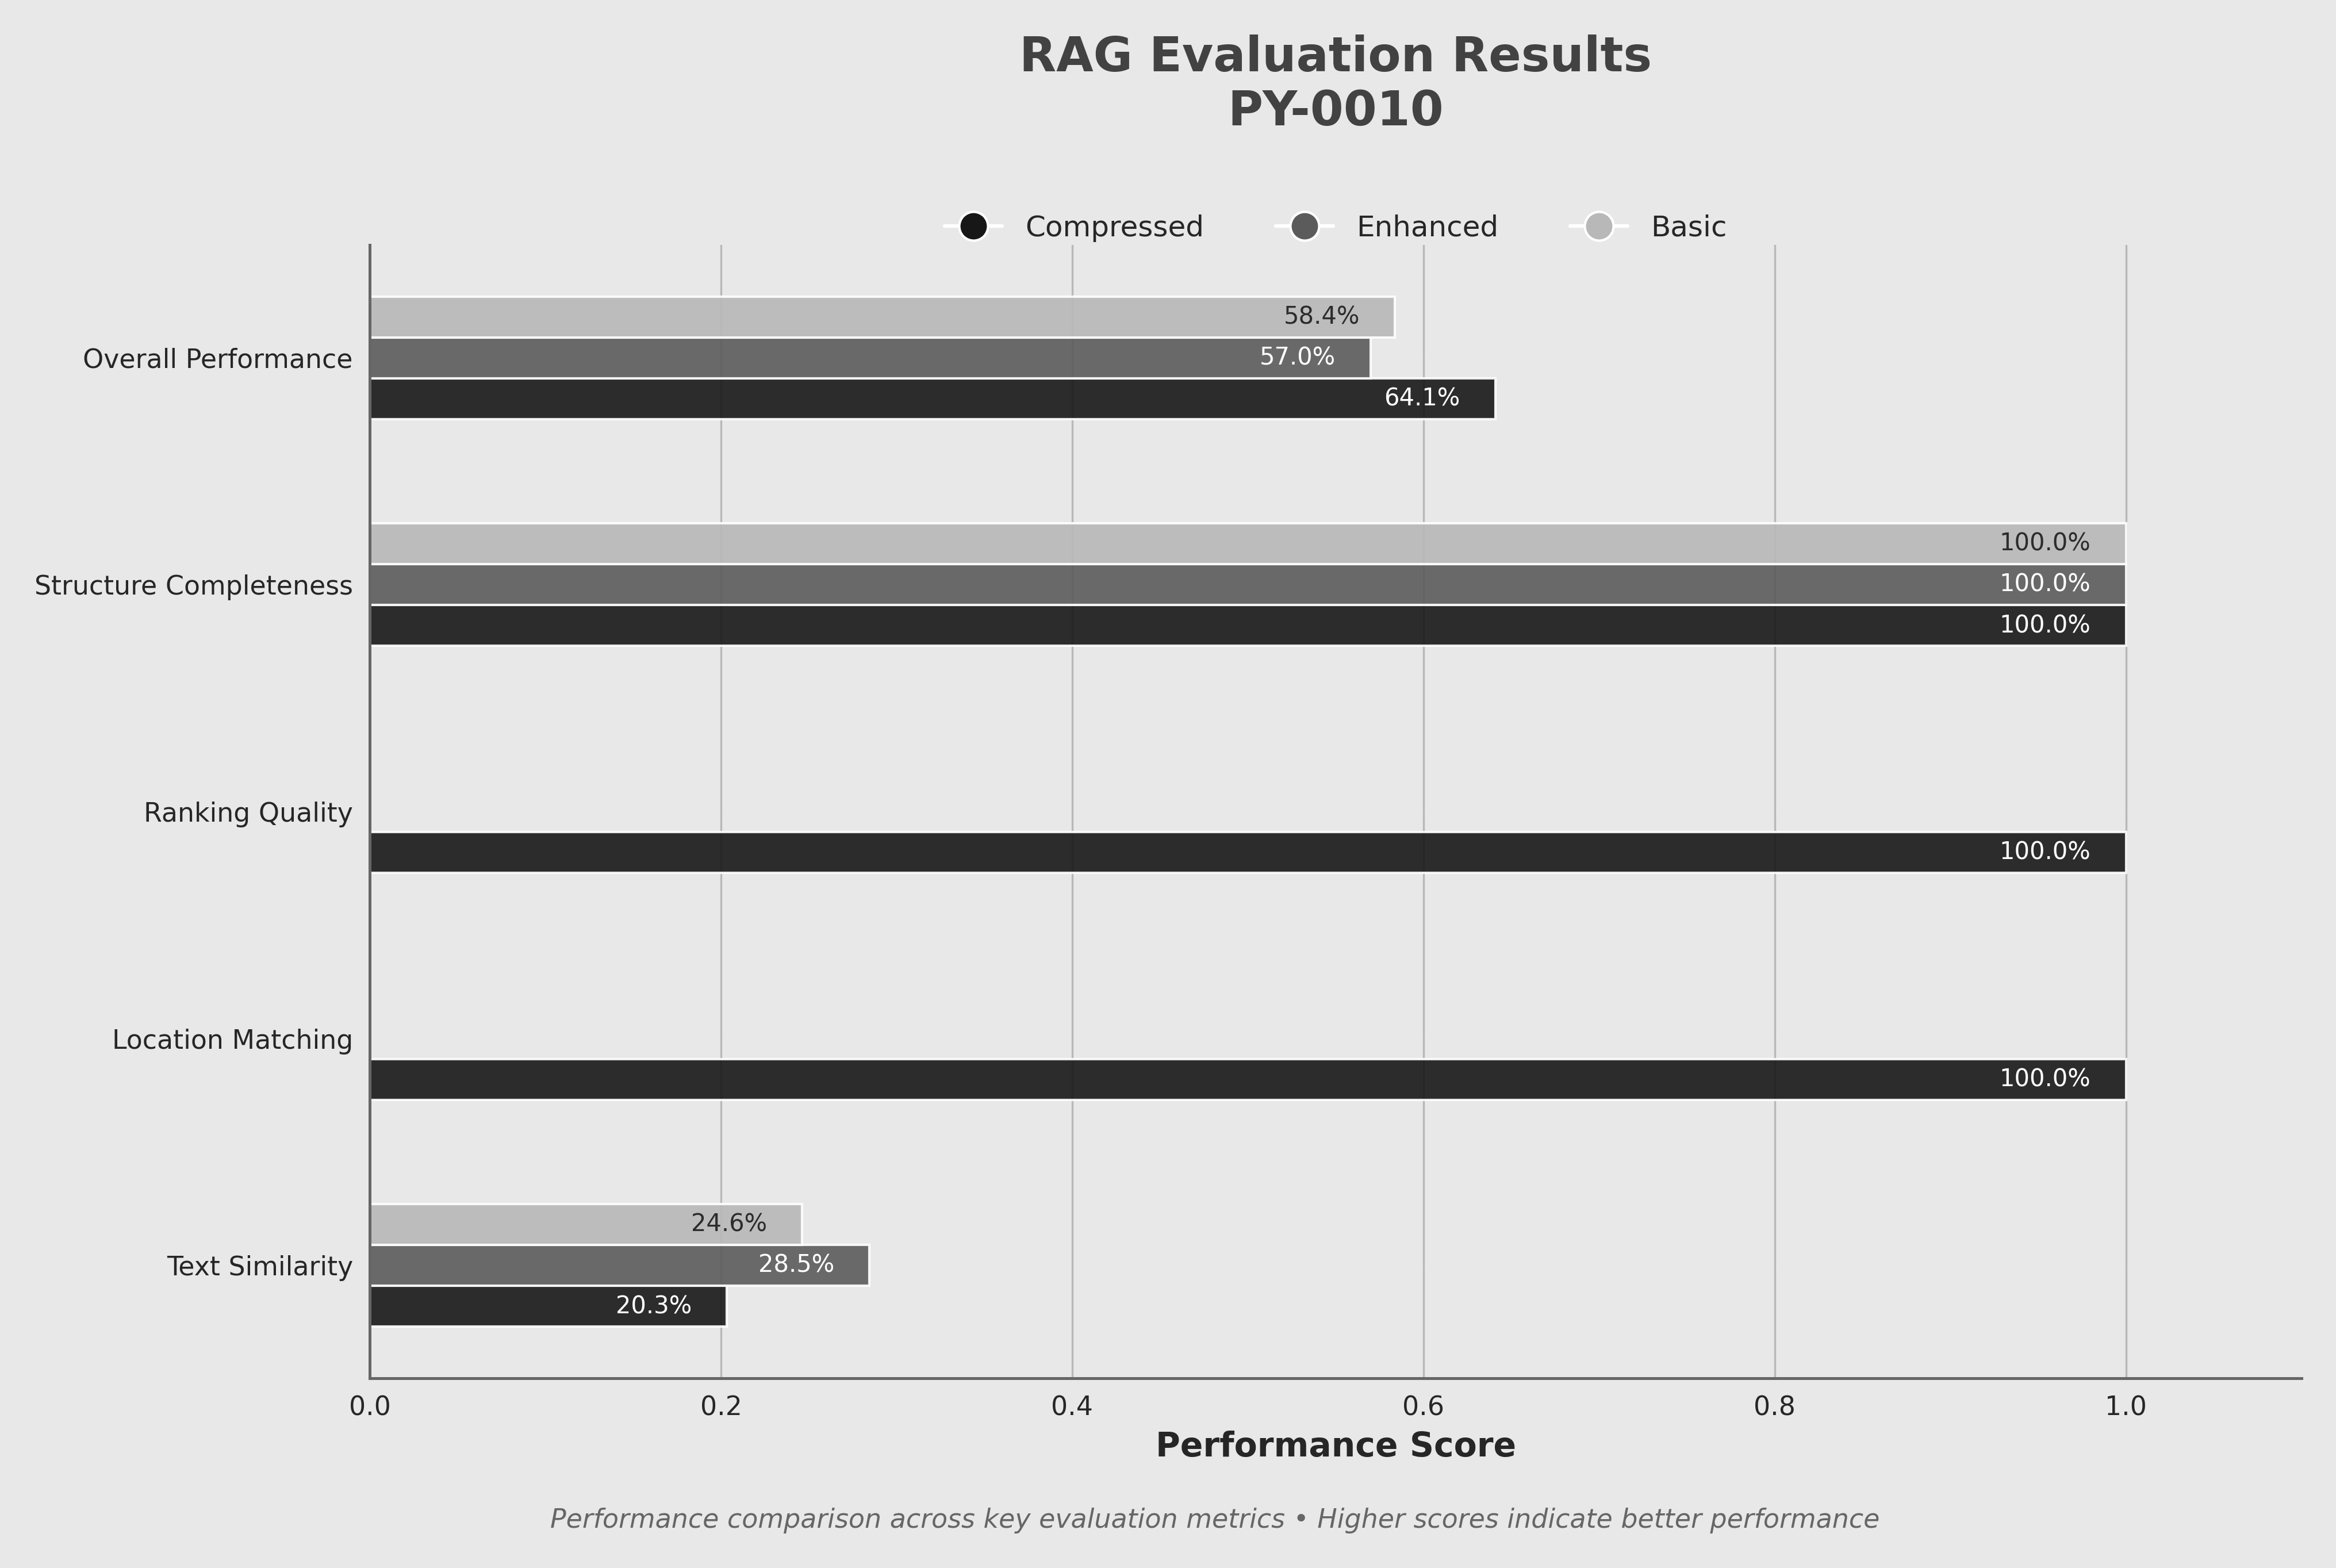 RAG Evaluation Results
PY-0010
Compressed Enhanced Basic
Overall Performance
58.4%
57.0%
64.1%
Structure Completeness
100.0%
100.0%
100.0%
Ranking Quality
100.0%
Location Matching
100.0%
Text Similarity
24.6%
28.5%
20.3%
0.0 0.2 0.4 0.6 0.8 1.0
Performance Score
Performance comparison across key evaluation metrics • Higher scores indicate better performance